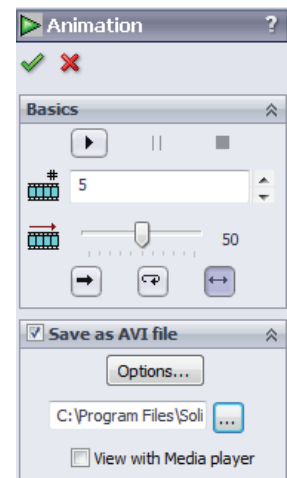 Animation ?
Basics
#
5
50
Save as AVI file
Options...
C:\Program Files\Soli
...
View with Media player